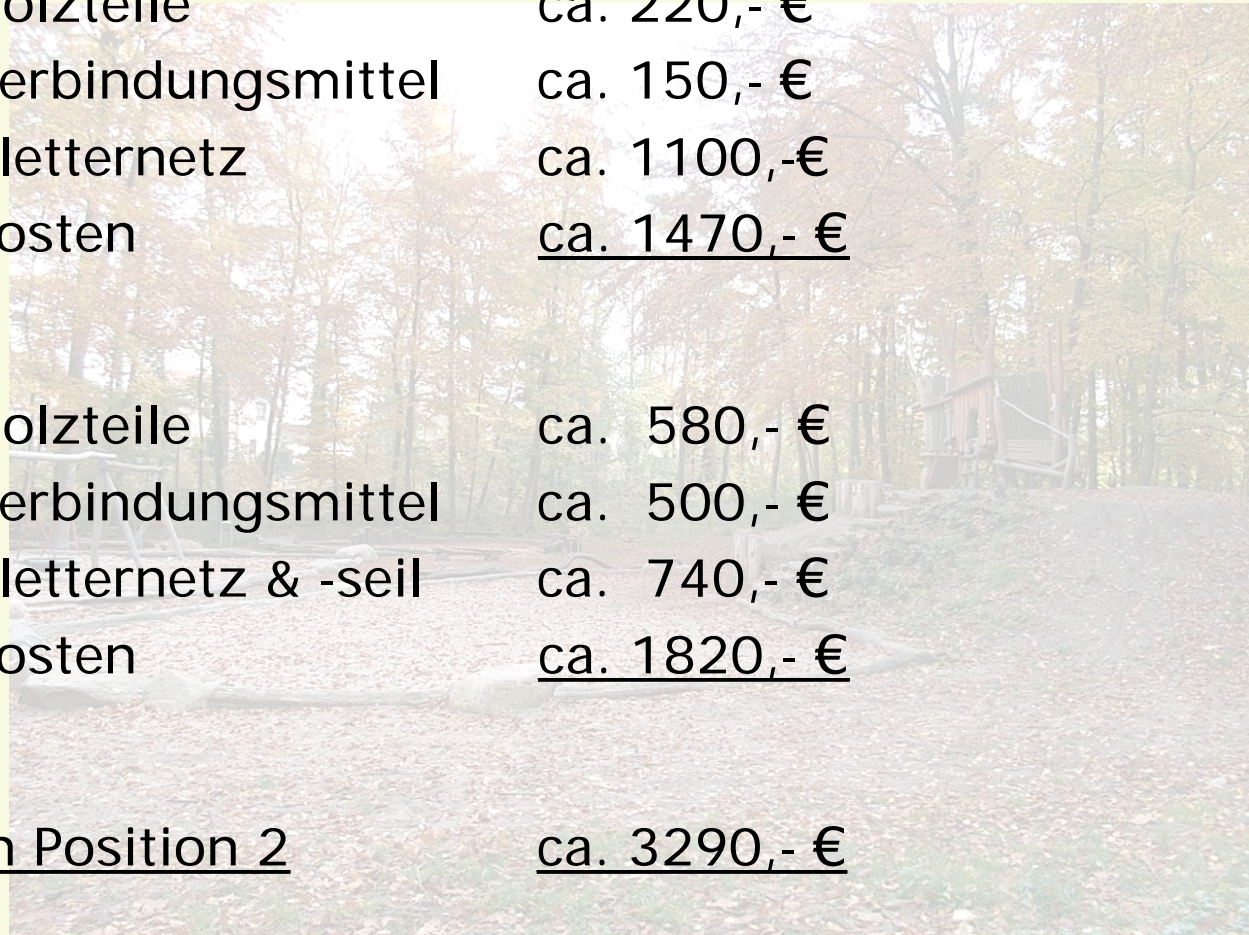 olzteile ca. 220,- €
erbindungsmittel ca. 150,- €
letternetz ca. 1100,-€
osten ca. 1470,- €
olzteile ca. 580,- €
erbindungsmittel ca. 500,- €
letternetz & -seil ca. 740,- €
osten ca. 1820,- €
n Position 2 ca. 3290,- €